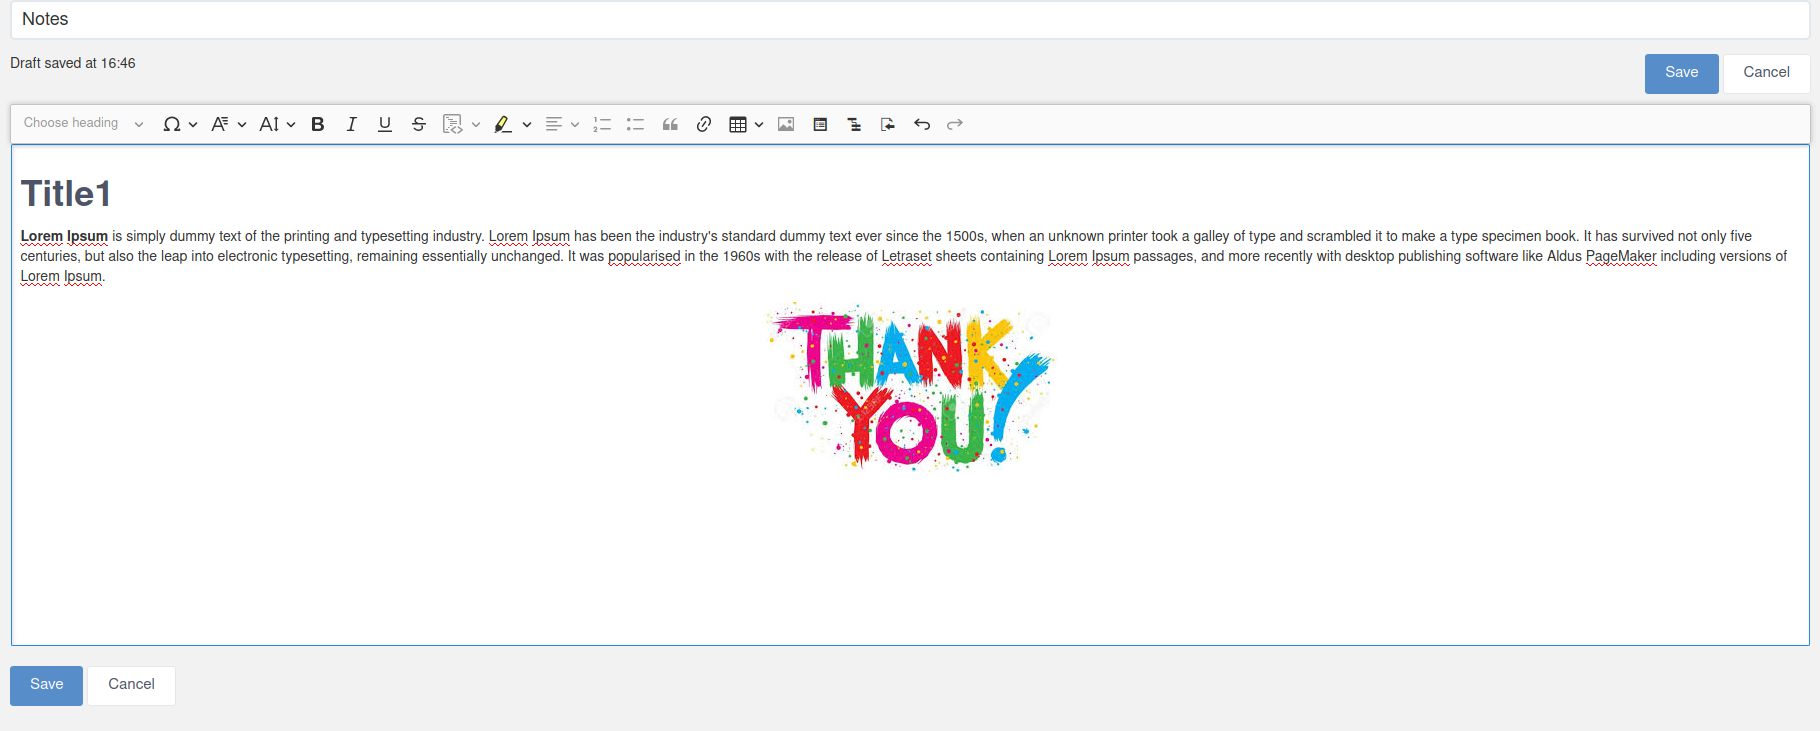 Notes
Draft saved at 16:46
Save Cancel
Choose heading
Title1
Lorem Ipsum is simply dummy text of the printing and typesetting industry. Lorem Ipsum has been the industry's standard dummy text ever since the 1500s, when an unknown printer took a galley of type and scrambled it to make a type specimen book. It has survived not only five
centuries, but also the leap into electronic typesetting, remaining essentially unchanged. It was popularised in the 1960s with the release of Letraset sheets containing Lorem Ipsum passages, and more recently with desktop publishing software like Aldus PageMaker including versions of
Lorem Ipsum.
THANK
YOU!
Save Cancel